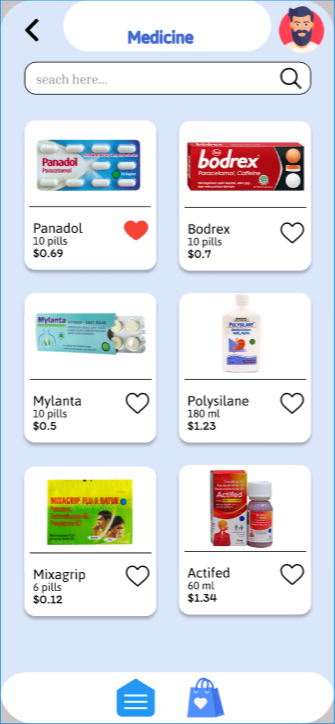 Medicine
seach here...
Panadol
Paracetamol
bodrex
Paracetamol, Caffeine
Panadol
10 pills
$0.69
Bodrex
10 pills
$0.7
Mylanta
POLYSILANE
Mylanta
10 pills
$0.5
Polysilane
180 ml
$1.23
MIXAGRIP FLU & BATUK
Actifed
Mixagrip
6 pills
$0.12
Actifed
60 ml
$1.34